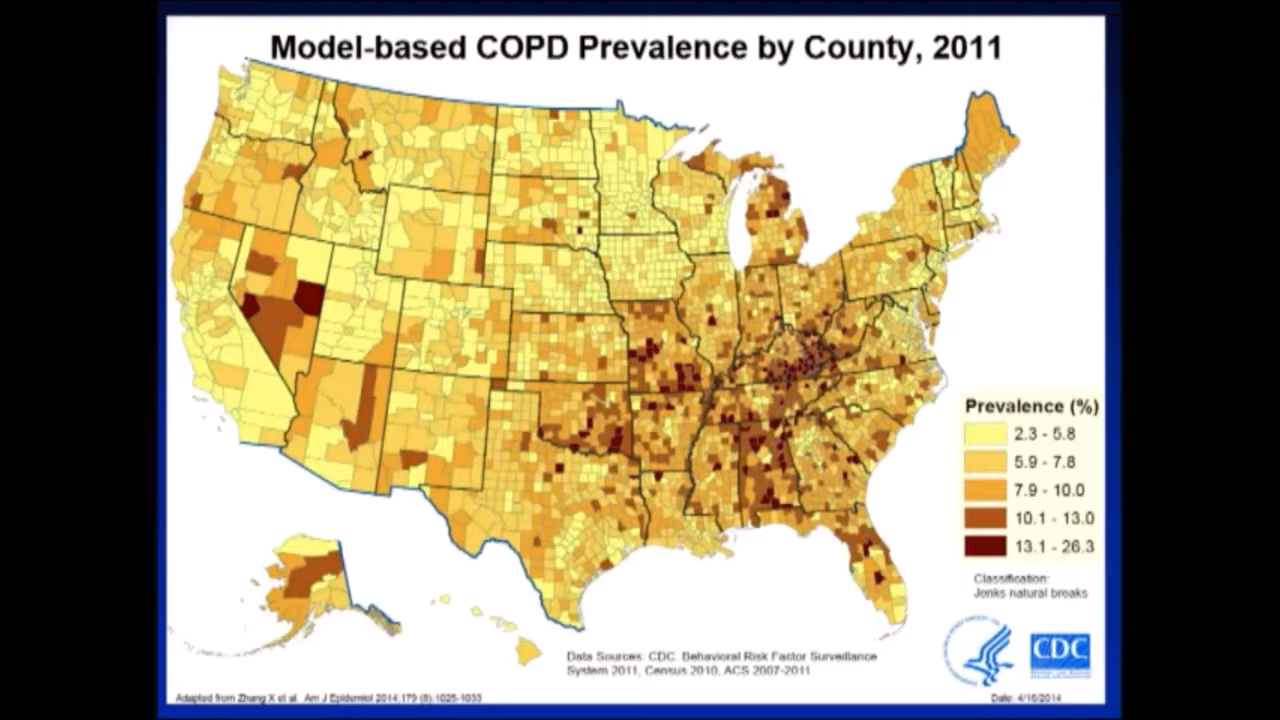 Model-based COPD Prevalence by County, 2011
Prevalence (%)
2.3 - 5.8
5.9 - 7.8
7.9 - 10.0
10.1 - 13.0
13.1 - 26.3
Classification:
Jenks natural breaks
CDC
Data Sources: CDC. Behavioral Risk Factor Surveillance
System 2011, Census 2010, ACS 2007-2011
Adapted from Zhang X et al. Am J Epidemiol 2014;179 (8):1025-1033
Date: 4/16/2014